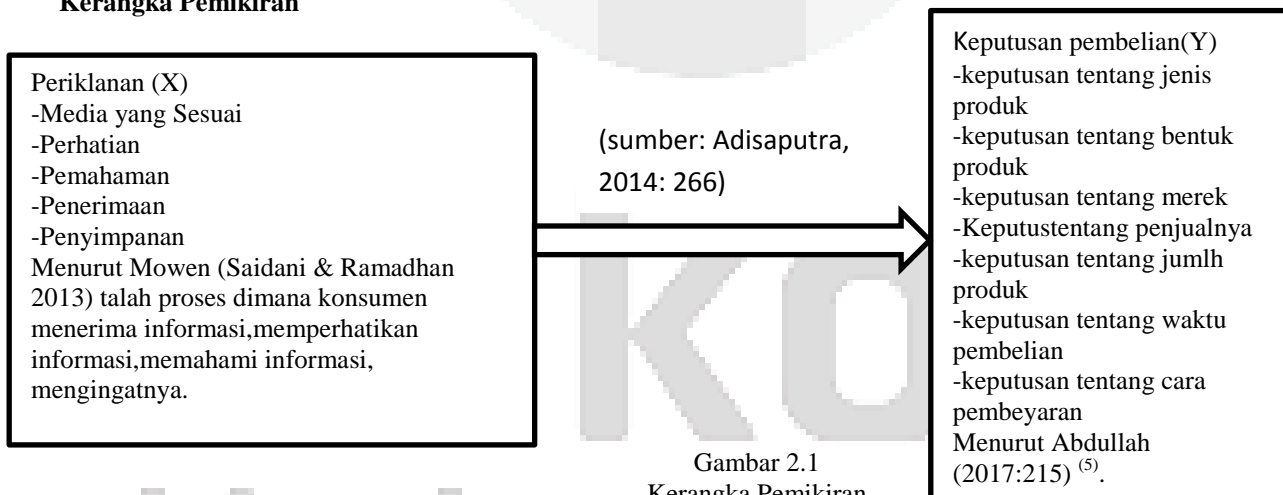 Kerangka Pemikiran
Periklanan (X)
-Media yang Sesuai
-Perhatian
-Pemahaman
-Penerimaan
-Penyimpanan
Menurut Mowen (Saidani & Ramadhan
2013) talah proses dimana konsumen
menerima informasi,memperhatikan
informasi,memahami informasi,
mengingatnya.
(sumber: Adisaputra,
2014: 266)
Keputusan pembelian(Y)
-keputusan tentang jenis
produk
-keputusan tentang bentuk
produk
-keputusan tentang merek
-Keputustentang penjualnya
-keputusan tentang jumlh
produk
-keputusan tentang waktu
pembelian
-keputusan tentang cara
pembeyaran
Menurut Abdullah
(2017:215) (5).
Gambar 2.1
Kerangka Pemikiran